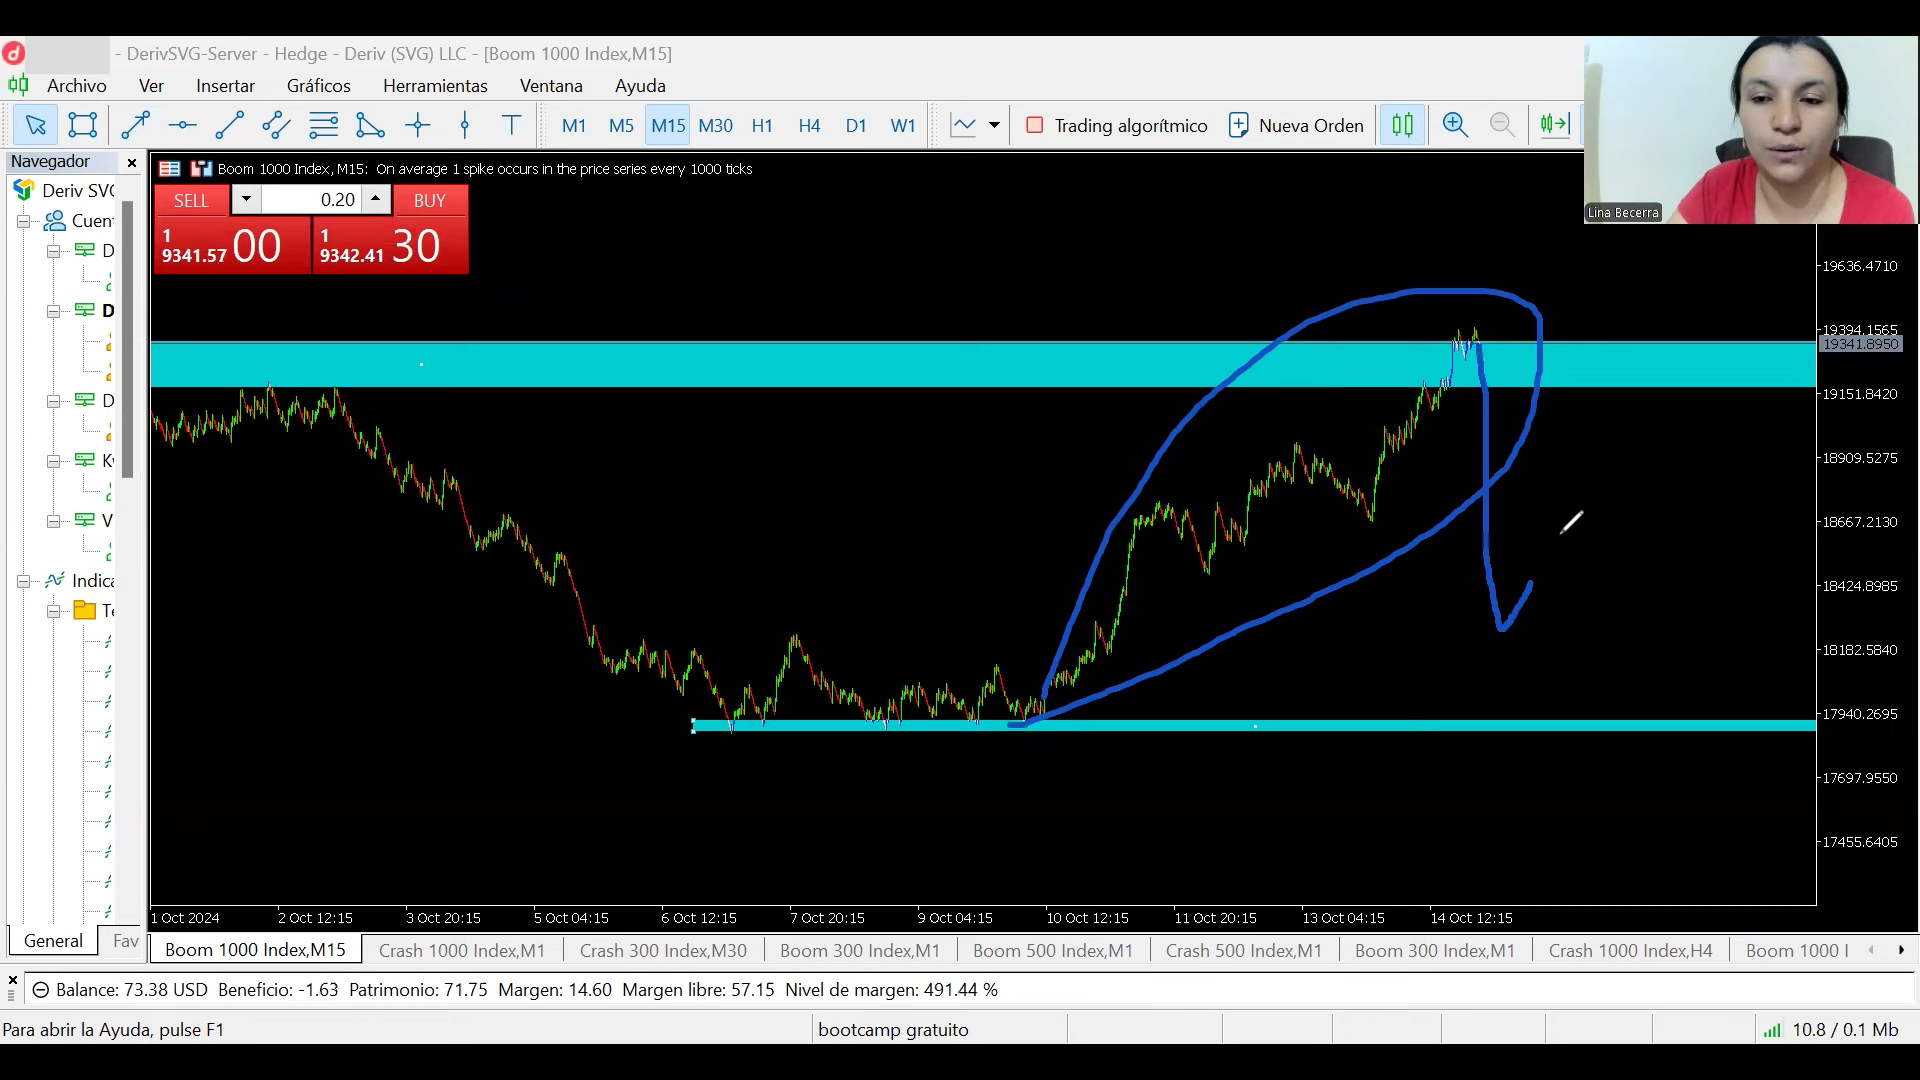 - DerivSVG-Server - Hedge - Deriv (SVG) LLC - [Boom 1000 Index,M15]
Archivo Ver Insertar Gráficos Herramientas Ventana Ayuda
T M1 M5 M15 M30 H1 H4 D1 W1 Trading algorítmico Nueva Orden
Lina Becerra
Navegador
Boom 1000 Index, M15: On average 1 spike occurs in the price series every 1000 ticks
Deriv SV
SELL 0.20 BUY
Cuent
1 9341.57 00
1 9342.41 30
D
D
D
V
Indica
Te
19636.4710
19394.1565
19341.8950
19151.8420
18909.5275
18667.2130
18424.8985
18182.5840
17940.2695
17697.9550
17455.6405
1 Oct 2024 2 Oct 12:15 3 Oct 20:15 5 Oct 04:15 6 Oct 12:15 7 Oct 20:15 9 Oct 04:15 10 Oct 12:15 11 Oct 20:15 13 Oct 04:15 14 Oct 12:15
General Fav
Boom 1000 Index,M15 Crash 1000 Index,M1 Crash 300 Index,M30 Boom 300 Index,M1 Boom 500 Index,M1 Crash 500 Index,M1 Boom 300 Index,M1 Crash 1000 Index,H4 Boom 1000 I
Balance: 73.38 USD Beneficio: -1.63 Patrimonio: 71.75 Margen: 14.60 Margen libre: 57.15 Nivel de margen: 491.44 %
Para abrir la Ayuda, pulse F1 bootcamp gratuito 10.8 / 0.1 Mb